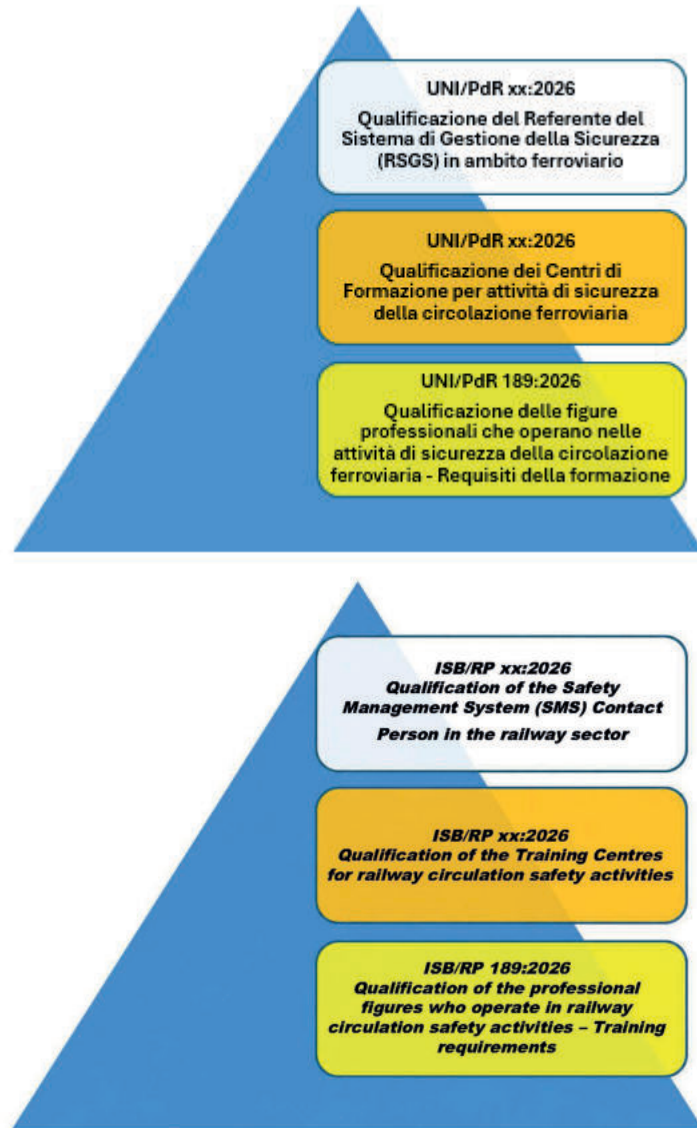 UNI/PdR xx:2026
Qualificazione del Referente del
Sistema di Gestione della Sicurezza
(RSGS) in ambito ferroviario
UNI/PdR xx:2026
Qualificazione dei Centri di
Formazione per attività di sicurezza
della circolazione ferroviaria
UNI/PdR 189:2026
Qualificazione delle figure
professionali che operano nelle
attività di sicurezza della circolazione
ferroviaria - Requisiti della formazione
ISB/RP xx:2026
Qualification of the Safety
Management System (SMS) Contact
Person in the railway sector
ISB/RP xx:2026
Qualification of the Training Centres
for railway circulation safety activities
ISB/RP 189:2026
Qualification of the professional
figures who operate in railway
circulation safety activities – Training
requirements